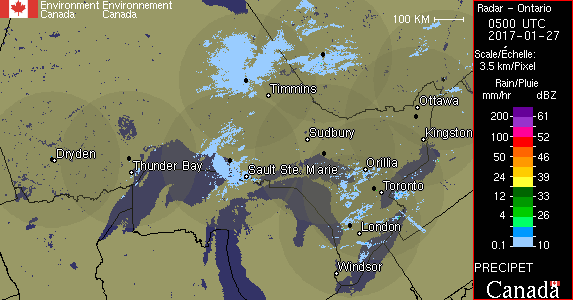 Environment Environnement
Canada Canada
100 KM
Timmins
Ottawa
Sudbury
Kingston
Dryden
Thunder Bay
Sault Ste. Marie
Orillia
Toronto
London
Windsor
Radar - Ontario
0500 UTC
2017-01-27
Scale/Échelle:
3.5 km/Pixel
Rain/Pluie
mm/hr dBZ
200 61
100 52
50 46
24 39
12 33
4 26
0.1 10
PRECIPET
Canada